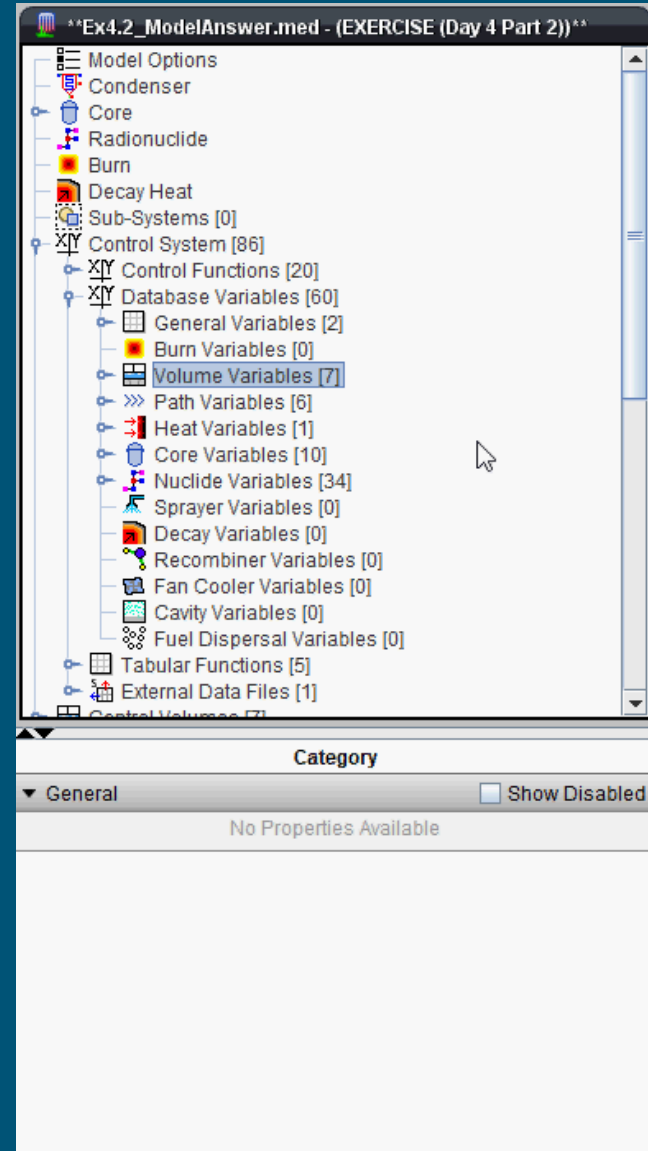 **Ex4.2_ModelAnswer.med - (EXERCISE (Day 4 Part 2))**
Model Options
Condenser
Core
Radionuclide
Burn
Decay Heat
Sub-Systems [0]
Control System [86]
Control Functions [20]
Database Variables [60]
General Variables [2]
Burn Variables [0]
Volume Variables [7]
Path Variables [6]
Heat Variables [1]
Core Variables [10]
Nuclide Variables [34]
Sprayer Variables [0]
Decay Variables [0]
Recombiner Variables [0]
Fan Cooler Variables [0]
Cavity Variables [0]
Fuel Dispersal Variables [0]
Tabular Functions [5]
External Data Files [1]
Control Volumes [7]
Category
General Show Disabled
No Properties Available